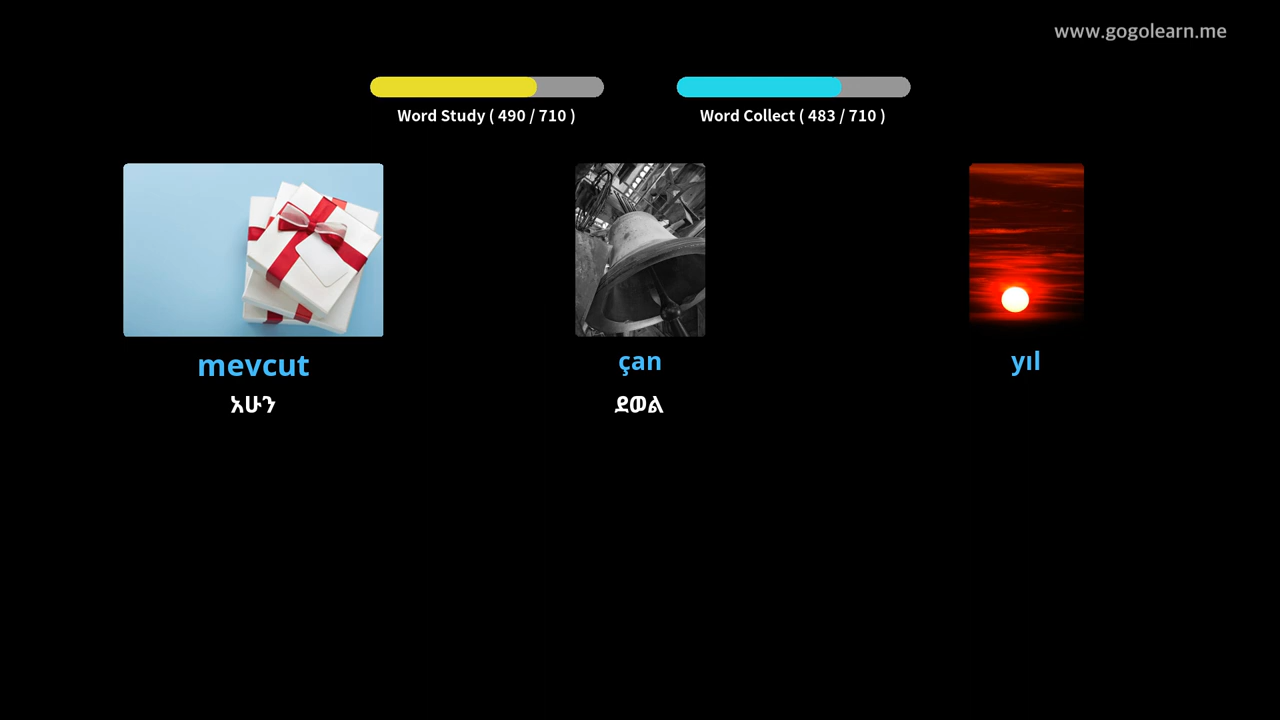 www.gogolearn.me
Word Study ( 490 / 710 )
Word Collect ( 483 / 710 )
mevcut
አሁን
çan
ደወል
yıl